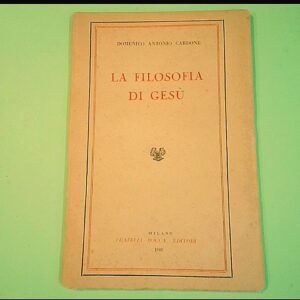 DOMENICO ANTONIO CARDONE
LA FILOSOFIA
DI GESÙ
MILANO
FRATELLI BOCCA, EDITORI